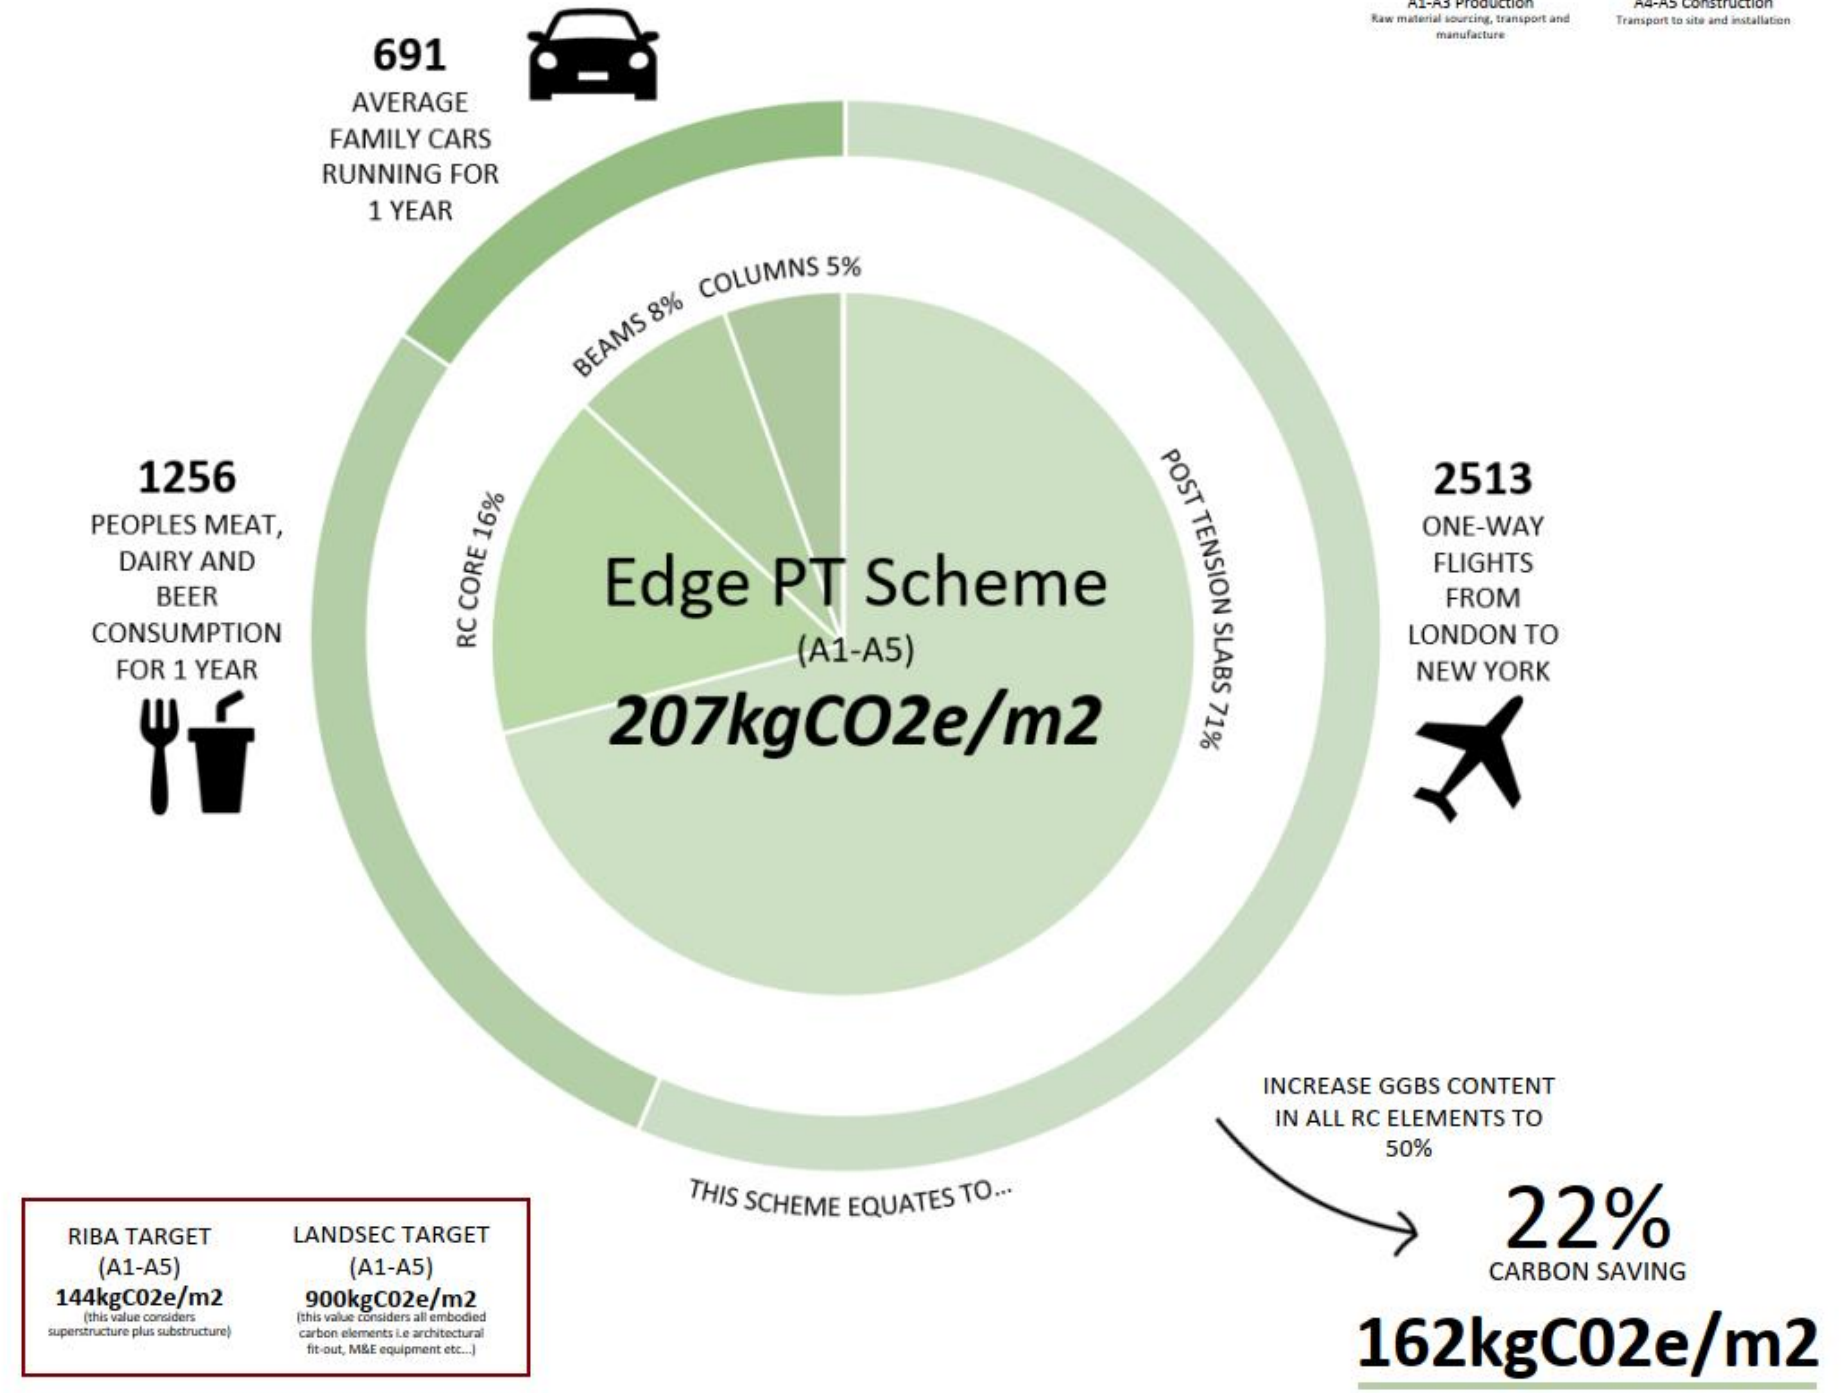 A1-A3 Production
Raw material sourcing, transport and
manufacture
A4-A5 Construction
Transport to site and installation
691
AVERAGE
FAMILY CARS
RUNNING FOR
1 YEAR
COLUMNS 5%
BEAMS 8%
RC CORE 16%
POST TENSION SLABS 71%
Edge PT Scheme
(A1-A5)
207kgCO2e/m2
1256
PEOPLES MEAT,
DAIRY AND
BEER
CONSUMPTION
FOR 1 YEAR
2513
ONE-WAY
FLIGHTS
FROM
LONDON TO
NEW YORK
THIS SCHEME EQUATES TO...
INCREASE GGBS CONTENT
IN ALL RC ELEMENTS TO
50%
22%
CARBON SAVING
162kgC02e/m2
RIBA TARGET
(A1-A5)
144kgC02e/m2
(this value considers
superstructure plus substructure)
LANDSEC TARGET
(A1-A5)
900kgC02e/m2
(this value considers all embodied
carbon elements i.e architectural
fit-out, M&E equipment etc...)